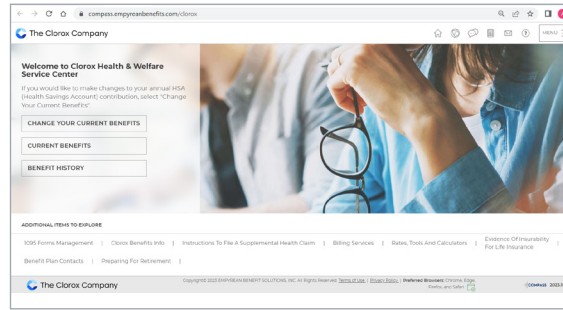 compass.empyreanbenefits.com/clorox
The Clorox Company
MENU
Welcome to Clorox Health & Welfare
Service Center
If you would like to make changes to your annual HSA
(Health Savings Account) contribution, select "Change
Your Current Benefits".
CHANGE YOUR CURRENT BENEFITS
CURRENT BENEFITS
BENEFIT HISTORY
ADDITIONAL ITEMS TO EXPLORE
1095 Forms Management | Clorox Benefits Info | Instructions To File A Supplemental Health Claim | Billing Services | Rates, Tools And Calculators | Evidence Of Insurability For Life Insurance |
Benefit Plan Contacts | Preparing For Retirement |
The Clorox Company
Copyright© 2023 EMPYREAN BENEFIT SOLUTIONS, INC. All Rights Reserved. Terms of Use | Privacy Policy | Preferred Browsers: Chrome, Edge,
Firefox, and Safari
COMPASS